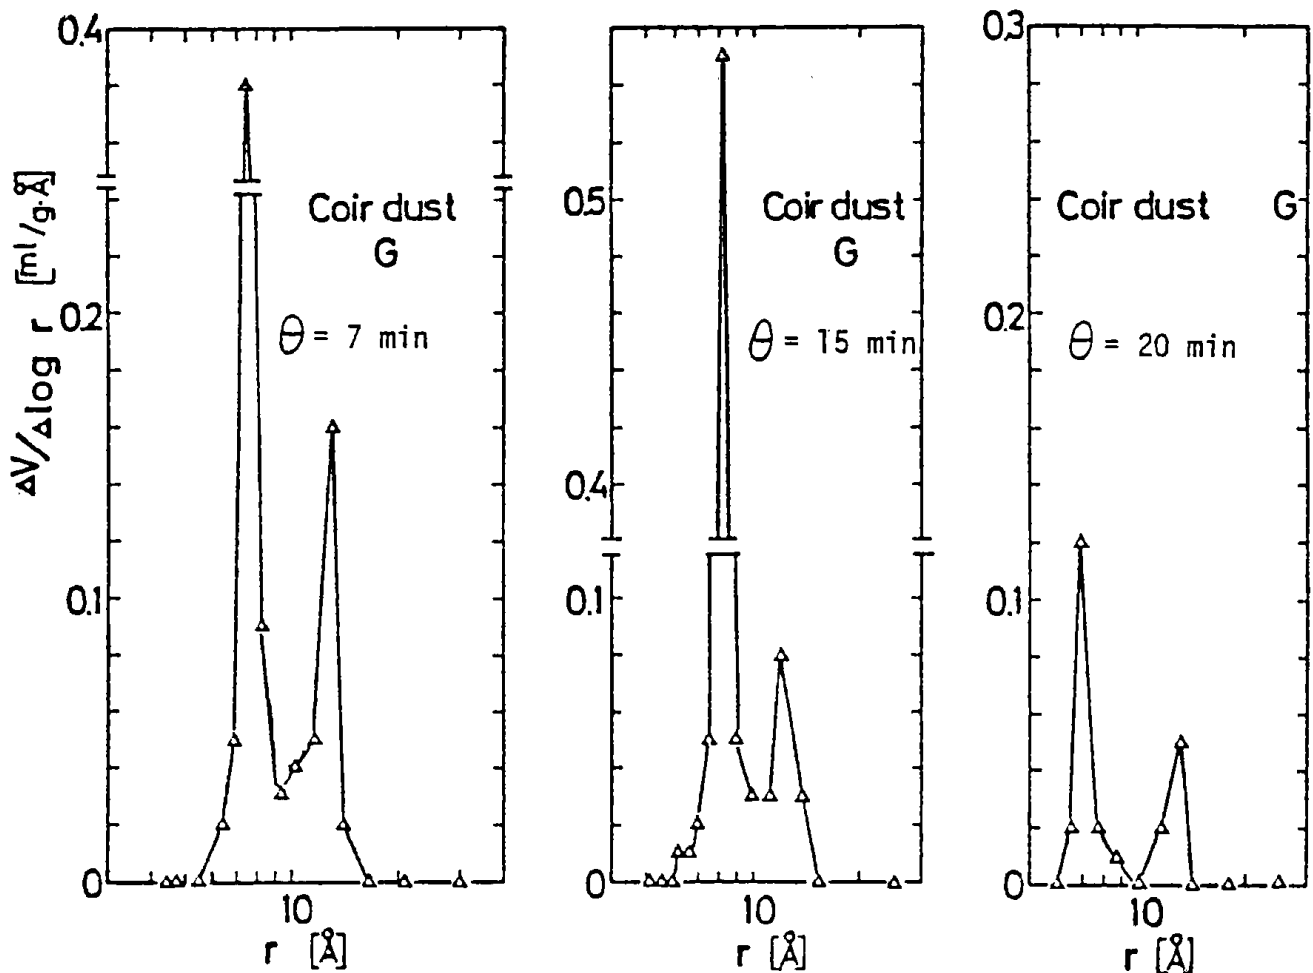 ΔV/Δlog r [ml/g·Å]
0.4
0.2
0.1
0
Coir dust
G
θ = 7 min
10
r [Å]
0.5
0.4
0.1
0
Coir dust
G
θ = 15 min
10
r [Å]
0.3
0.2
0.1
0
Coir dust G
θ = 20 min
10
r [Å]